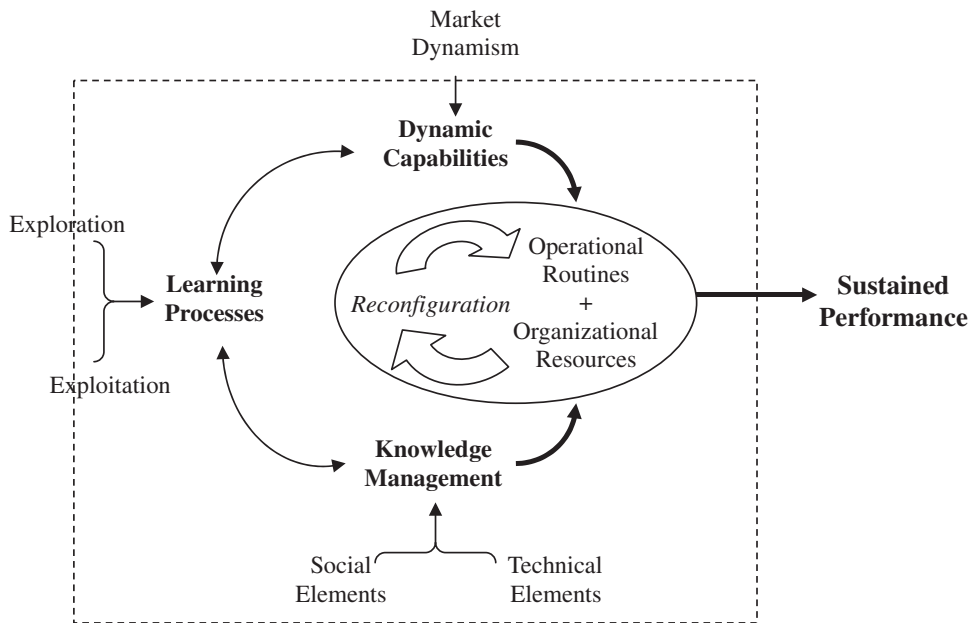 Market
Dynamism
Dynamic
Capabilities
Exploration
Learning
Processes
Exploitation
Reconfiguration
Operational
Routines
+
Organizational
Resources
Sustained
Performance
Knowledge
Management
Social
Elements
Technical
Elements